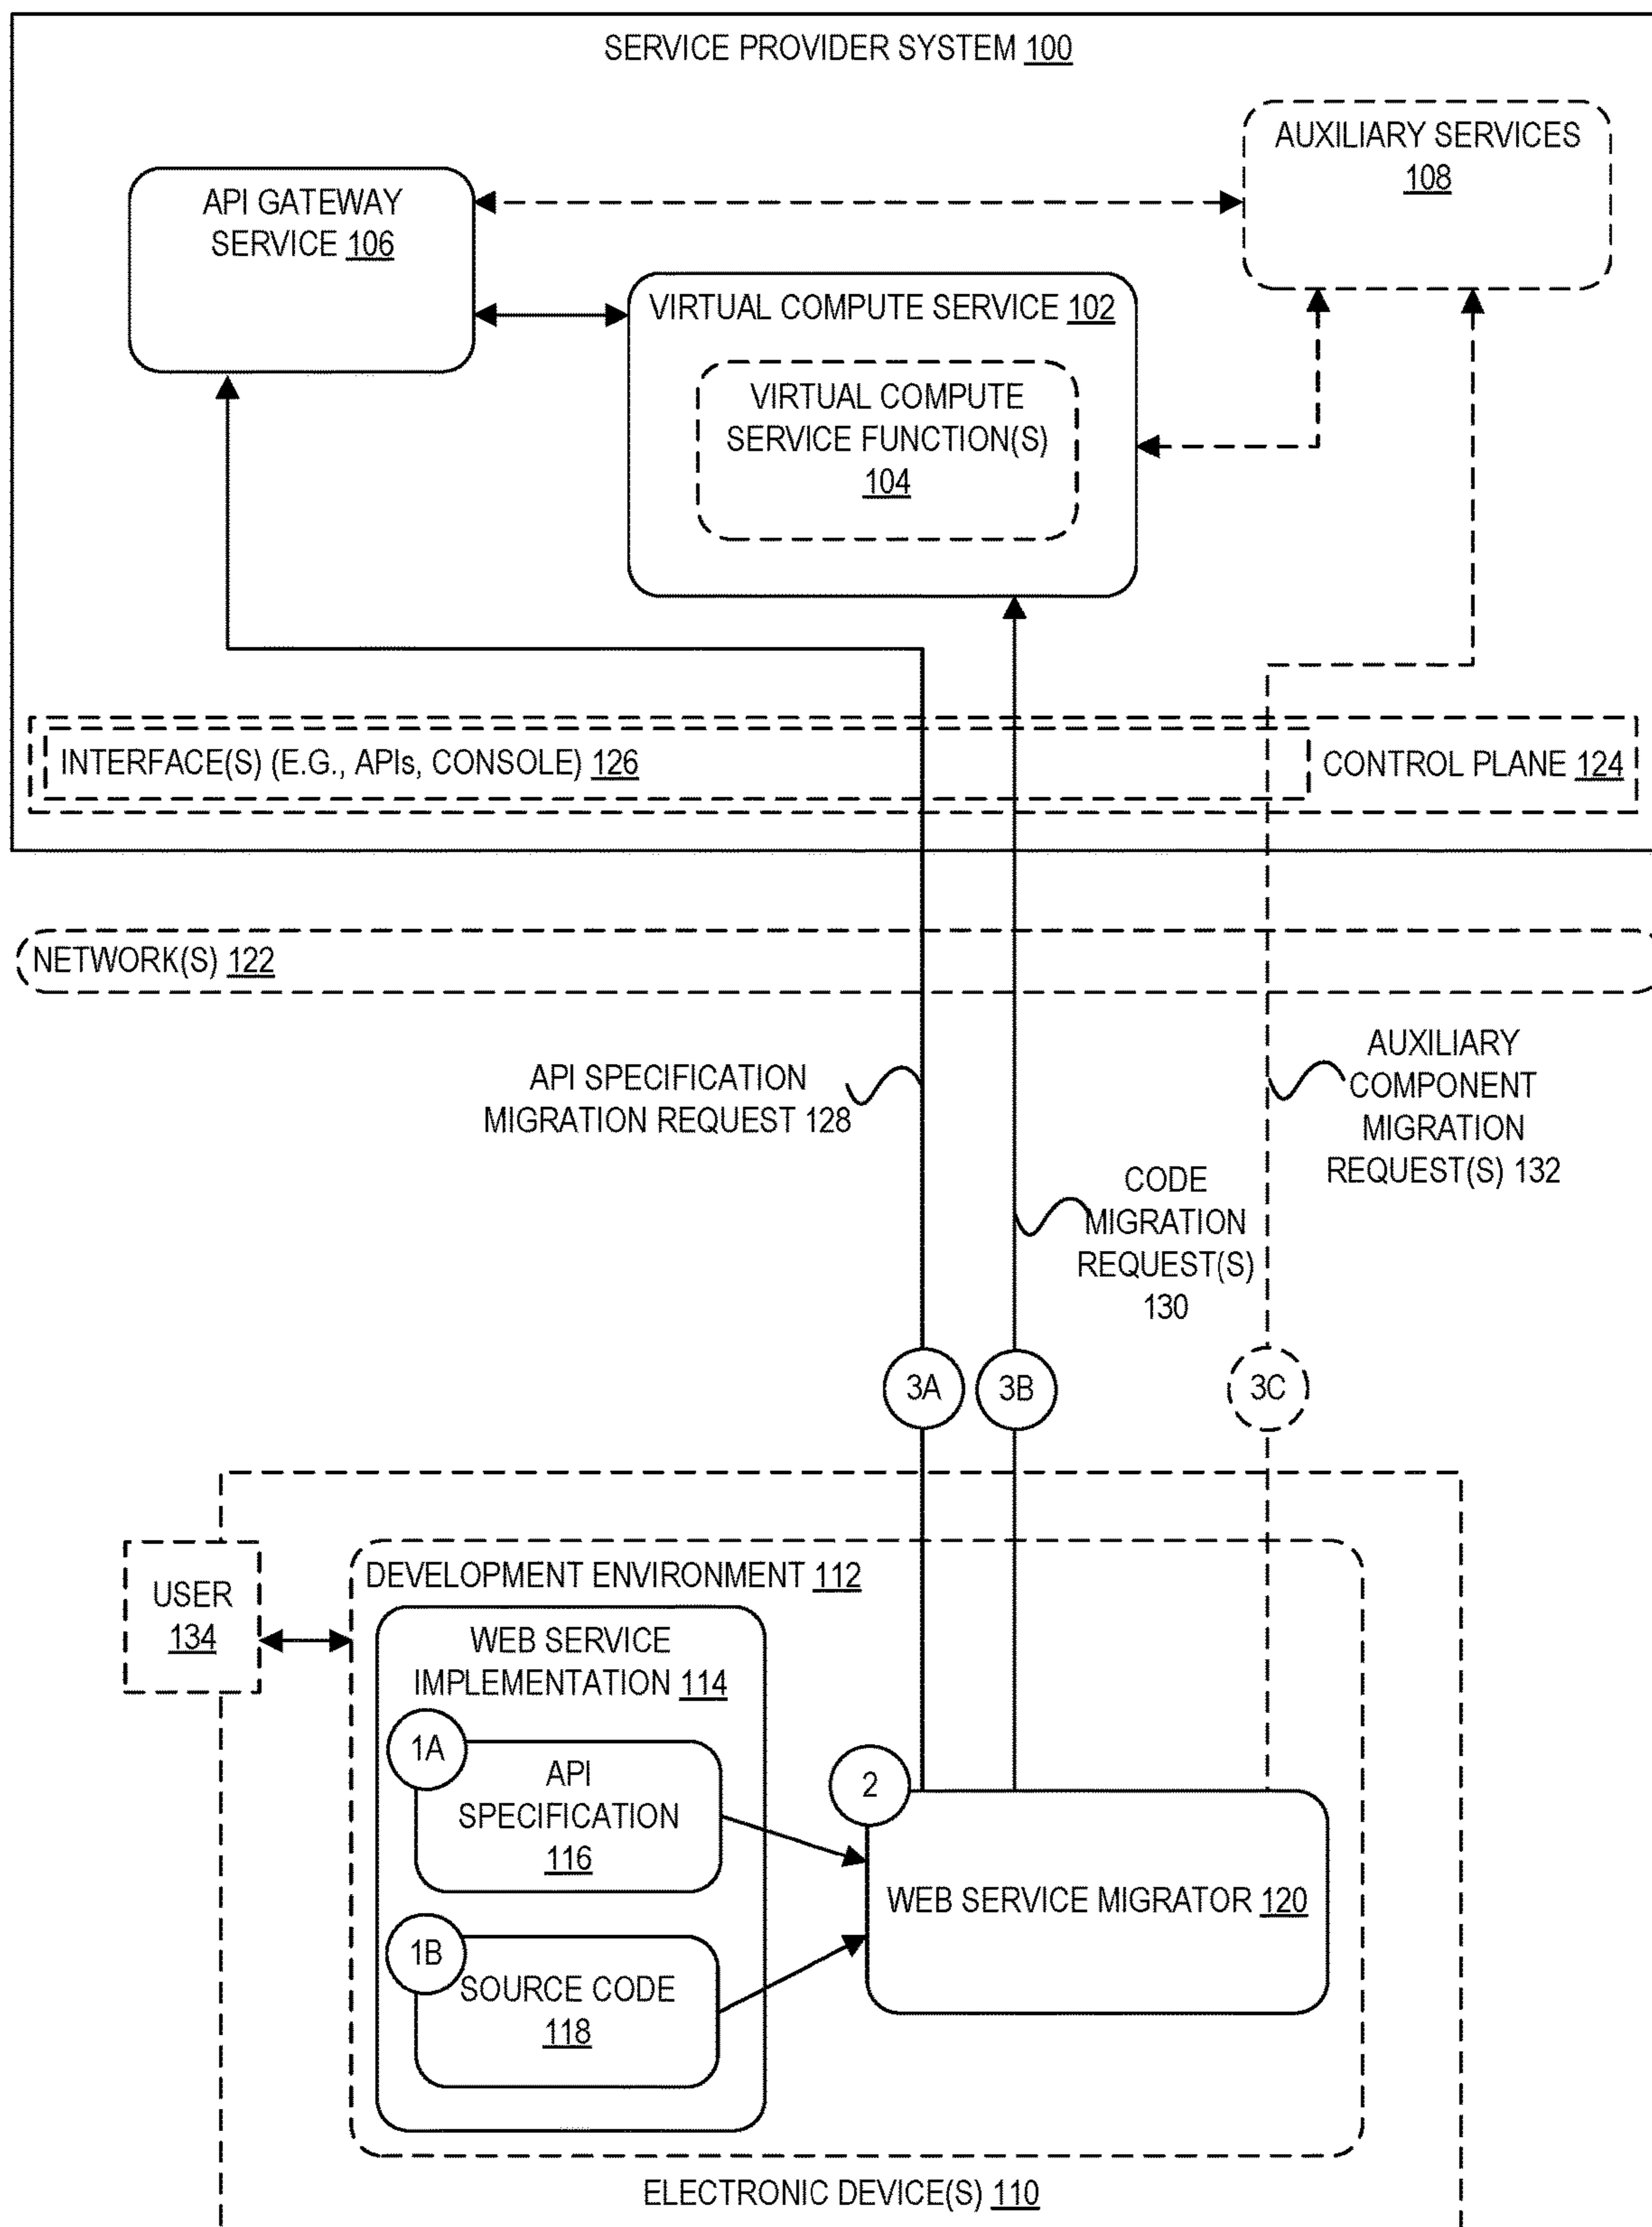 SERVICE PROVIDER SYSTEM 100
AUXILIARY SERVICES
108
API GATEWAY
SERVICE 106
VIRTUAL COMPUTE SERVICE 102
VIRTUAL COMPUTE
SERVICE FUNCTION(S)
104
INTERFACE(S) (E.G., APIs, CONSOLE) 126
CONTROL PLANE 124
NETWORK(S) 122
API SPECIFICATION
MIGRATION REQUEST 128
AUXILIARY
COMPONENT
MIGRATION
REQUEST(S) 132
CODE
MIGRATION
REQUEST(S)
130
3A
3B
3C
USER
134
DEVELOPMENT ENVIRONMENT 112
WEB SERVICE
IMPLEMENTATION 114
1A
API
SPECIFICATION
116
2
WEB SERVICE MIGRATOR 120
1B
SOURCE CODE
118
ELECTRONIC DEVICE(S) 110